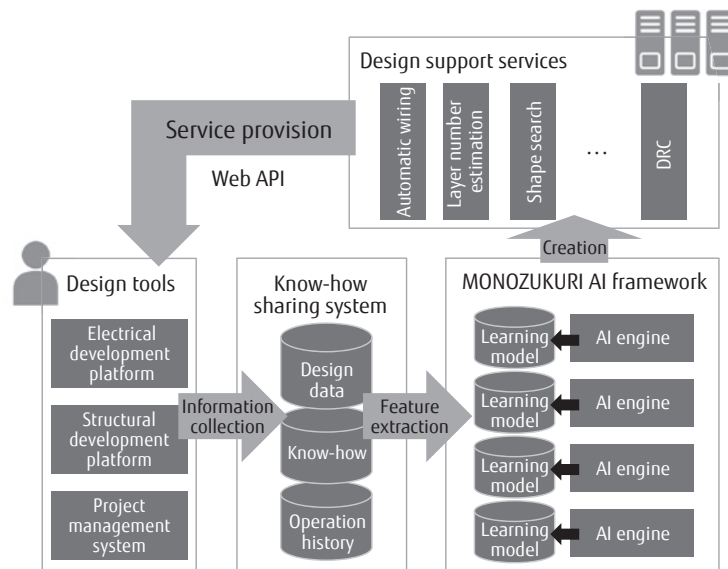 Design support services
Automatic wiring
Layer number
estimation
Shape search
…
DRC
Service provision
Web API
Creation
Design tools
Electrical
development
platform
Structural
development
platform
Project
management
system
Information
collection
Know-how
sharing system
Design
data
Know-how
Operation
history
Feature
extraction
MONOZUKURI AI framework
Learning
model
AI engine
Learning
model
AI engine
Learning
model
AI engine
Learning
model
AI engine